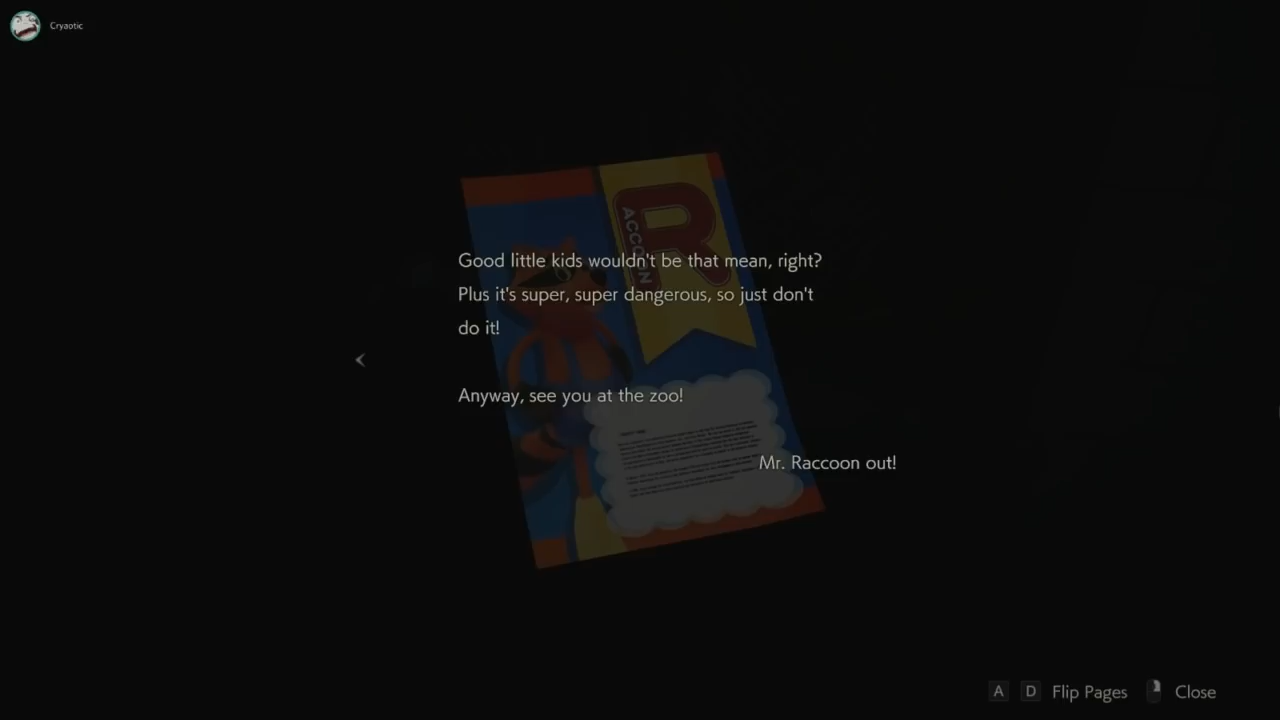 Cryaotic
R
ACCOON
Good little kids wouldn't be that mean, right?
Plus it's super, super dangerous, so just don't
do it!
Anyway, see you at the zoo!
Mr. Raccoon out!
A D Flip Pages Close